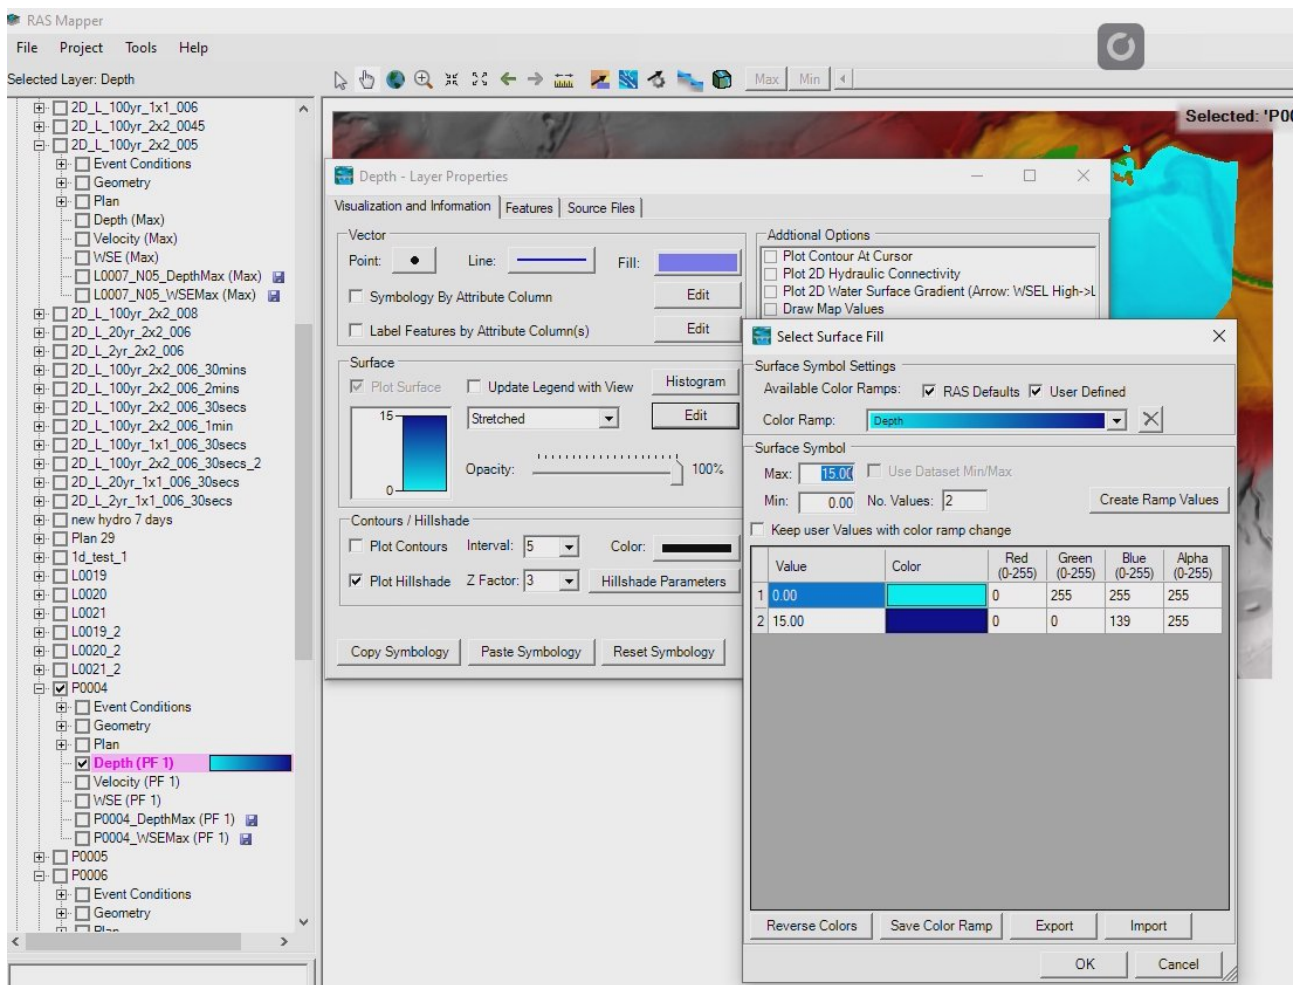 RAS Mapper
File Project Tools Help
Selected Layer: Depth
Max Min
2D_L_100yr_1x1_006
2D_L_100yr_2x2_0045
2D_L_100yr_2x2_005
Event Conditions
Geometry
Plan
Depth (Max)
Velocity (Max)
WSE (Max)
L0007_N05_DepthMax (Max)
L0007_N05_WSEMax (Max)
2D_L_100yr_2x2_008
2D_L_20yr_2x2_006
2D_L_2yr_2x2_006
2D_L_100yr_2x2_006_30mins
2D_L_100yr_2x2_006_2mins
2D_L_100yr_2x2_006_30secs
2D_L_100yr_2x2_006_1min
2D_L_100yr_1x1_006_30secs
2D_L_100yr_2x2_006_30secs_2
2D_L_20yr_1x1_006_30secs
2D_L_2yr_1x1_006_30secs
new hydro 7 days
Plan 29
1d_test_1
L0019
L0020
L0021
L0019_2
L0020_2
L0021_2
P0004
Event Conditions
Geometry
Plan
Depth (PF 1)
Velocity (PF 1)
WSE (PF 1)
P0004_DepthMax (PF 1)
P0004_WSEMax (PF 1)
P0005
P0006
Event Conditions
Geometry
Plan
Selected: 'P00
Depth - Layer Properties
Visualization and Information Features Source Files
Vector
Point: Line: Fill:
Symbology By Attribute Column Edit
Label Features by Attribute Column(s) Edit
Addtional Options
Plot Contour At Cursor
Plot 2D Hydraulic Connectivity
Plot 2D Water Surface Gradient (Arrow: WSEL High->L
Draw Map Values
Surface
Plot Surface Update Legend with View Histogram
15
0
Stretched Edit
Opacity: 100%
Contours / Hillshade
Plot Contours Interval: 5 Color:
Plot Hillshade Z Factor: 3 Hillshade Parameters
Copy Symbology Paste Symbology Reset Symbology
Select Surface Fill
Surface Symbol Settings
Available Color Ramps: RAS Defaults User Defined
Color Ramp: Depth
Surface Symbol
Max: 15.00 Use Dataset Min/Max
Min: 0.00 No. Values: 2 Create Ramp Values
Keep user Values with color ramp change
Value Color Red (0-255) Green (0-255) Blue (0-255) Alpha (0-255)
1 0.00 0 255 255 255
2 15.00 0 0 139 255
Reverse Colors Save Color Ramp Export Import
OK Cancel